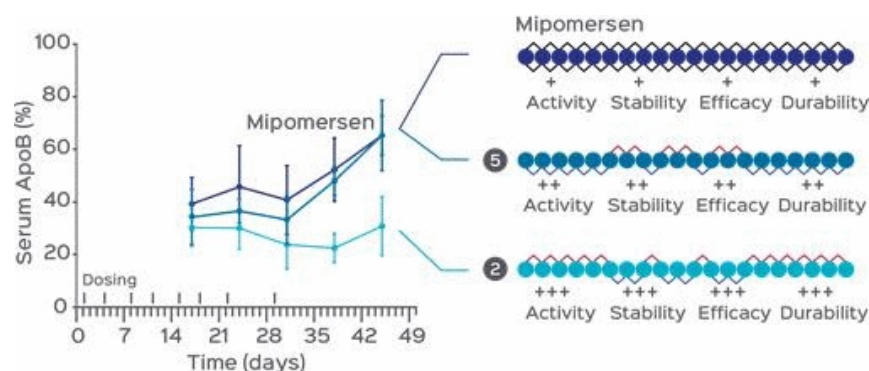 Serum ApoB (%)
100
80
60
40
20
0
Mipomersen
Dosing
0 7 14 21 28 35 42 49
Time (days)
Mipomersen
+ + + +
Activity Stability Efficacy Durability
5
++ ++ ++ ++
Activity Stability Efficacy Durability
2
+++ +++ +++ +++
Activity Stability Efficacy Durability